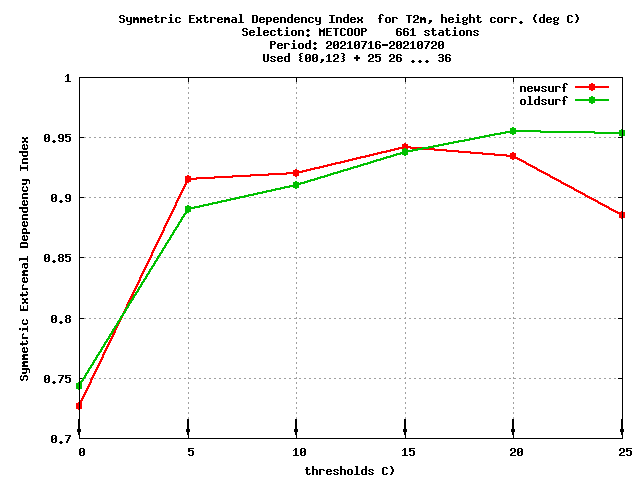 Symmetric Extremal Dependency Index  for T2m, height corr. (deg C)
Selection: METCOOP    661 stations
Period: 20210716-20210720
Used {00,12} + 25 26 ... 36
newsurf
oldsurf
Symmetric Extremal Dependency Index
1
0.95
0.9
0.85
0.8
0.75
0.7
0 5 10 15 20 25
thresholds C)